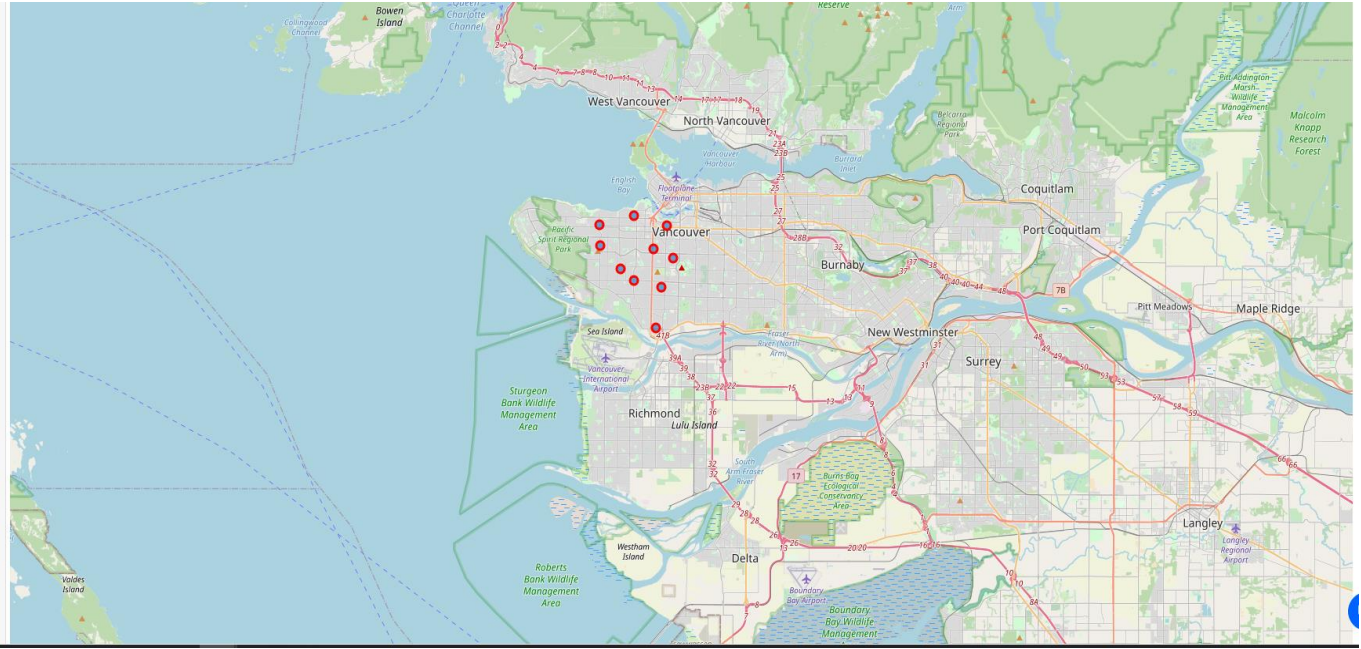 Bowen
Island
Queen
Charlotte
Channel
Collingwood
Channel
Reserve
Arm
West Vancouver
North Vancouver
Pitt-Addington
Marsh
Wildlife
Management
Area
Malcolm
Knapp
Research
Forest
Belcarra
Regional
Park
Vancouver
Harbour
Burrard
Inlet
English
Bay
Floatplane
Terminal
Coquitlam
Port Coquitlam
Pacific
Spirit Regional
Park
Vancouver
Burnaby
7B
Pitt Meadows
Maple Ridge
New Westminster
Sea Island
Fraser
River (North
Arm)
Surrey
Vancouver
International
Airport
Sturgeon
Bank Wildlife
Management
Area
Richmond
Lulu Island
South
Arm Fraser
River
17
Burns Bog
Ecological
Conservancy
Area
Langley
Langley
Regional
Airport
Westham
Island
Delta
Roberts
Bank Wildlife
Management
Area
Boundary
Bay Airport
Boundary
Bay Wildlife
Management
Valdes
Island